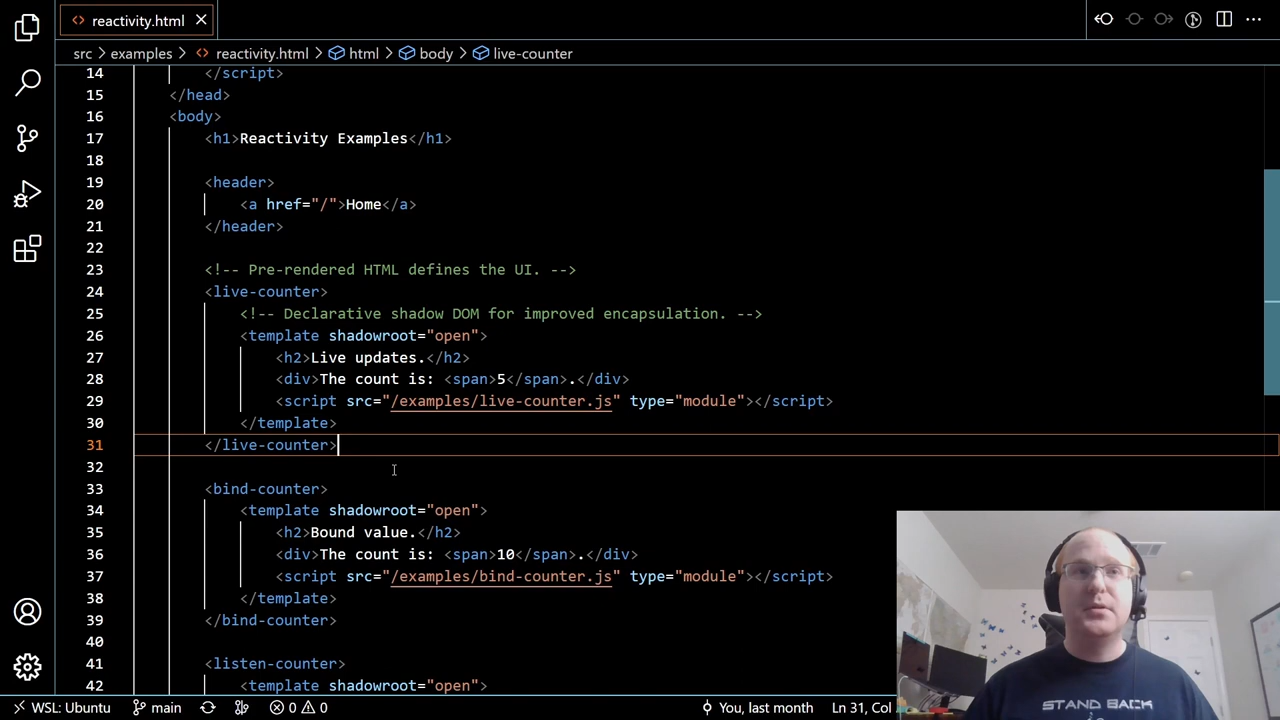 reactivity.html
src > examples > reactivity.html > html > body > live-counter
14 </script>
15 </head>
16 <body>
17 <h1>Reactivity Examples</h1>
18
19 <header>
20 <a href="/">Home</a>
21 </header>
22
23 <!-- Pre-rendered HTML defines the UI. -->
24 <live-counter>
25 <!-- Declarative shadow DOM for improved encapsulation. -->
26 <template shadowroot="open">
27 <h2>Live updates.</h2>
28 <div>The count is: <span>5</span>.</div>
29 <script src="/examples/live-counter.js" type="module"></script>
30 </template>
31 </live-counter>
32
33 <bind-counter>
34 <template shadowroot="open">
35 <h2>Bound value.</h2>
36 <div>The count is: <span>10</span>.</div>
37 <script src="/examples/bind-counter.js" type="module"></script>
38 </template>
39 </bind-counter>
40
41 <listen-counter>
42 <template shadowroot="open">
STAND BACK
WSL: Ubuntu main 0 0 You, last month Ln 31, Col